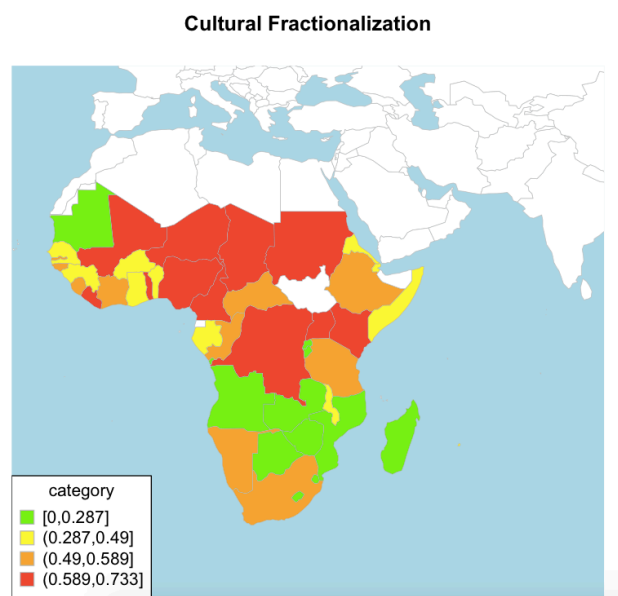 Cultural Fractionalization
category
[0,0.287]
(0.287,0.49]
(0.49,0.589]
(0.589,0.733]